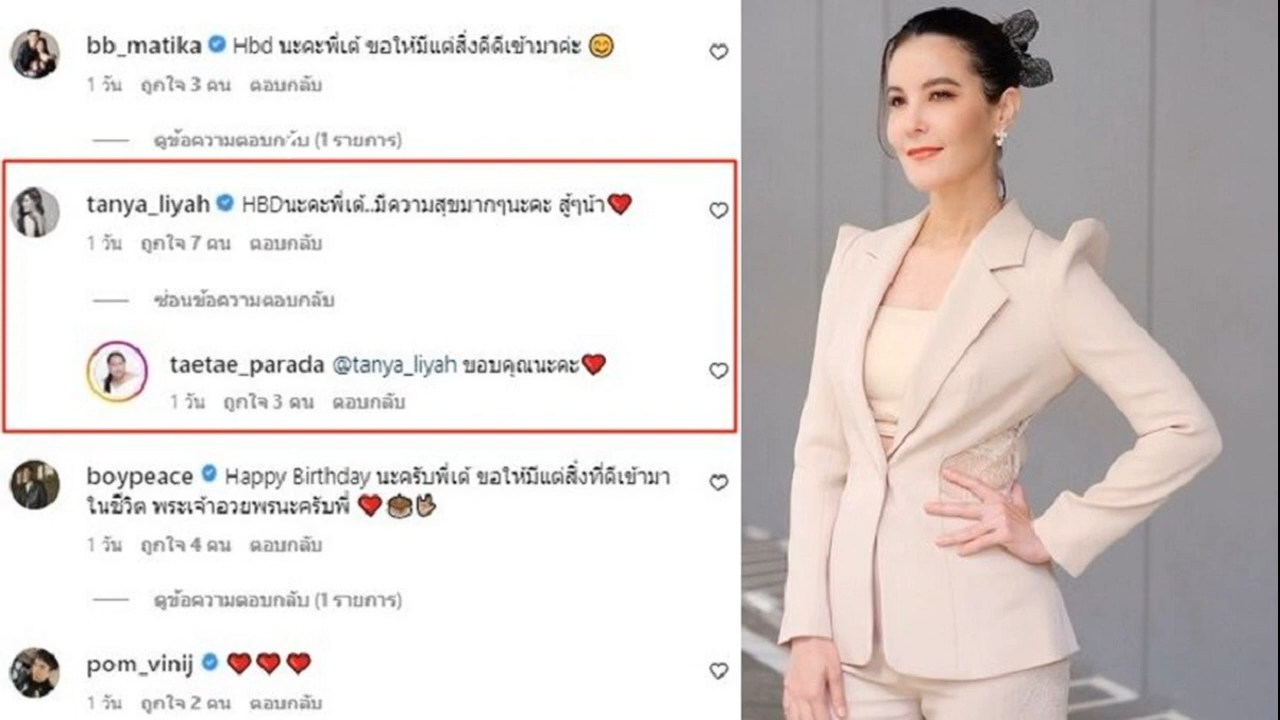 bb_matika Hbd นะคะพี่เต้ ขอให้มีแต่สิ่งดีดีเข้ามาค่ะ 😊
1 วัน ถูกใจ 3 คน ตอบกลับ
ดูข้อความตอบกลับ (1 รายการ)
tanya_liyah HBDนะคะพี่เต้..มีความสุขมากๆนะคะ สู้ๆน้า❤️
1 วัน ถูกใจ 7 คน ตอบกลับ
ซ่อนข้อความตอบกลับ
taetae_parada @tanya_liyah ขอบคุณนะคะ❤️
1 วัน ถูกใจ 3 คน ตอบกลับ
boypeace Happy Birthday นะครับพี่เต้ ขอให้มีแต่สิ่งที่ดีเข้ามา
ในชีวิต พระเจ้าอวยพรนะครับพี่ ❤️🎂🤟
1 วัน ถูกใจ 4 คน ตอบกลับ
ดูข้อความตอบกลับ (1 รายการ)
pom_vinij ❤️❤️❤️
1 วัน ถูกใจ 2 คน ตอบกลับ